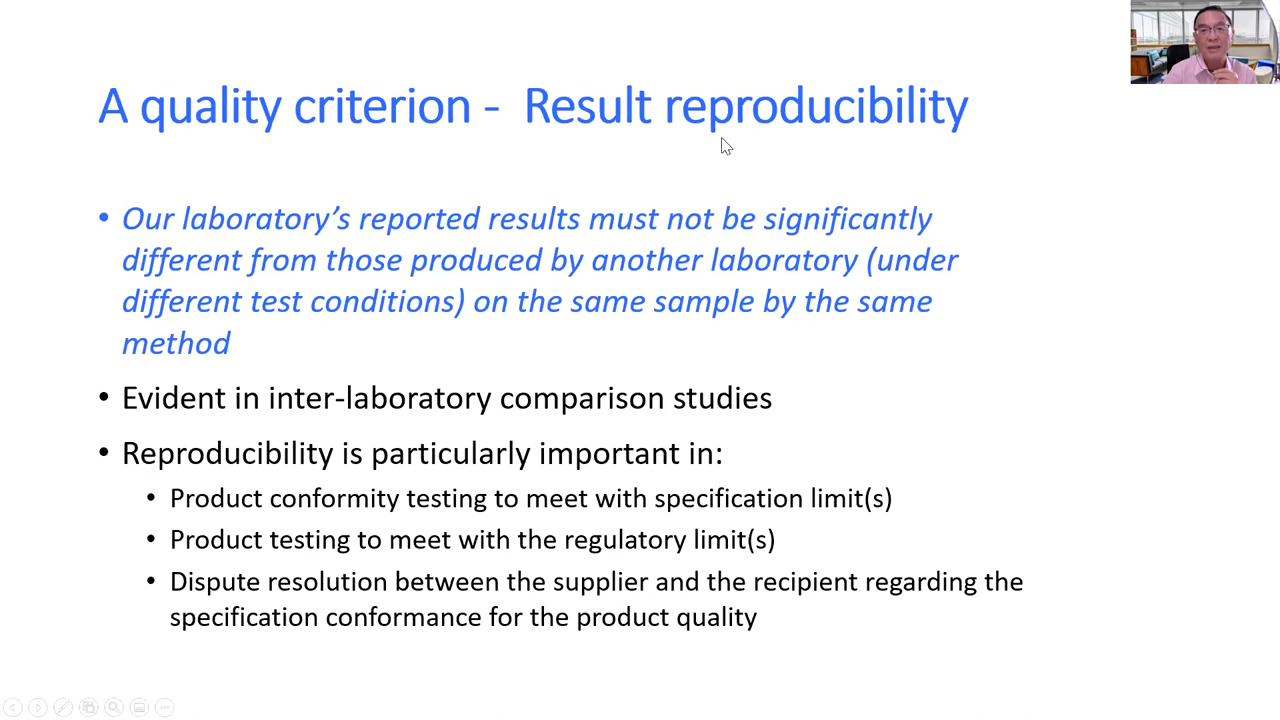 A quality criterion - Result reproducibility
• Our laboratory’s reported results must not be significantly
different from those produced by another laboratory (under
different test conditions) on the same sample by the same
method
• Evident in inter-laboratory comparison studies
• Reproducibility is particularly important in:
• Product conformity testing to meet with specification limit(s)
• Product testing to meet with the regulatory limit(s)
• Dispute resolution between the supplier and the recipient regarding the
specification conformance for the product quality